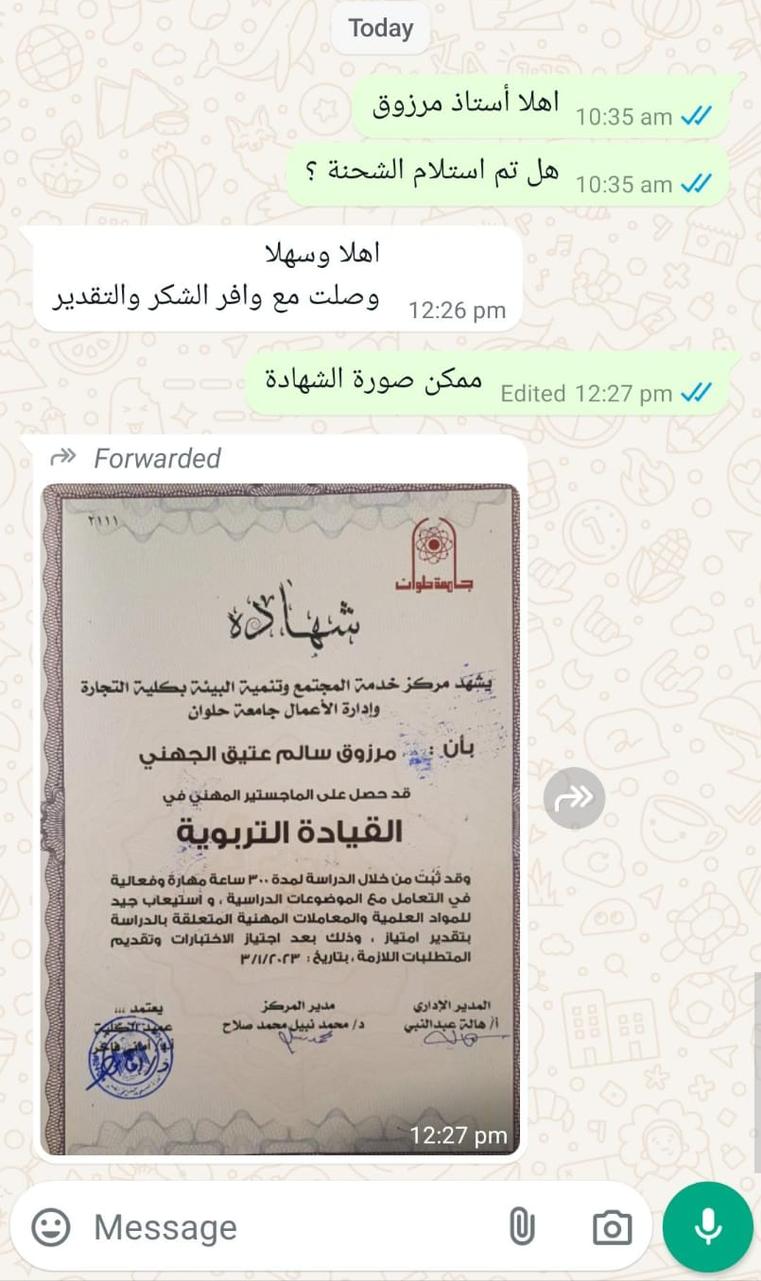 Today
اهلا أستاذ مرزوق
10:35 am
هل تم استلام الشحنة ؟
10:35 am
اهلا وسهلا
وصلت مع وافر الشكر والتقدير
12:26 pm
ممكن صورة الشهادة
Edited 12:27 pm
Forwarded
٢١١١
جامعة حلوان
شهادة
يشهد مركز خدمة المجتمع وتنمية البيئة بكلية التجارة
وإدارة الأعمال جامعة حلوان
بأن : مرزوق سالم عتيق الجهني
قد حصل على الماجستير المهني في
القيادة التربوية
وقد ثبت من خلال الدراسة لمدة ٣٠٠ ساعة مهارة وفعالية
في التعامل مع الموضوعات الدراسية ، و استيعاب جيد
للمواد العلمية والمعاملات المهنية المتعلقة بالدراسة
بتقدير امتياز ، وذلك بعد اجتياز الاختبارات وتقديم
المتطلبات اللازمة ، بتاريخ : ٣/١/٢٠٢٣
المدير الإدارى
أ/ هالة عبدالنبي
مدير المركز
د/ محمد نبيل محمد صلاح
يعتمد ،،،
عميد الكلية
12:27 pm
Message